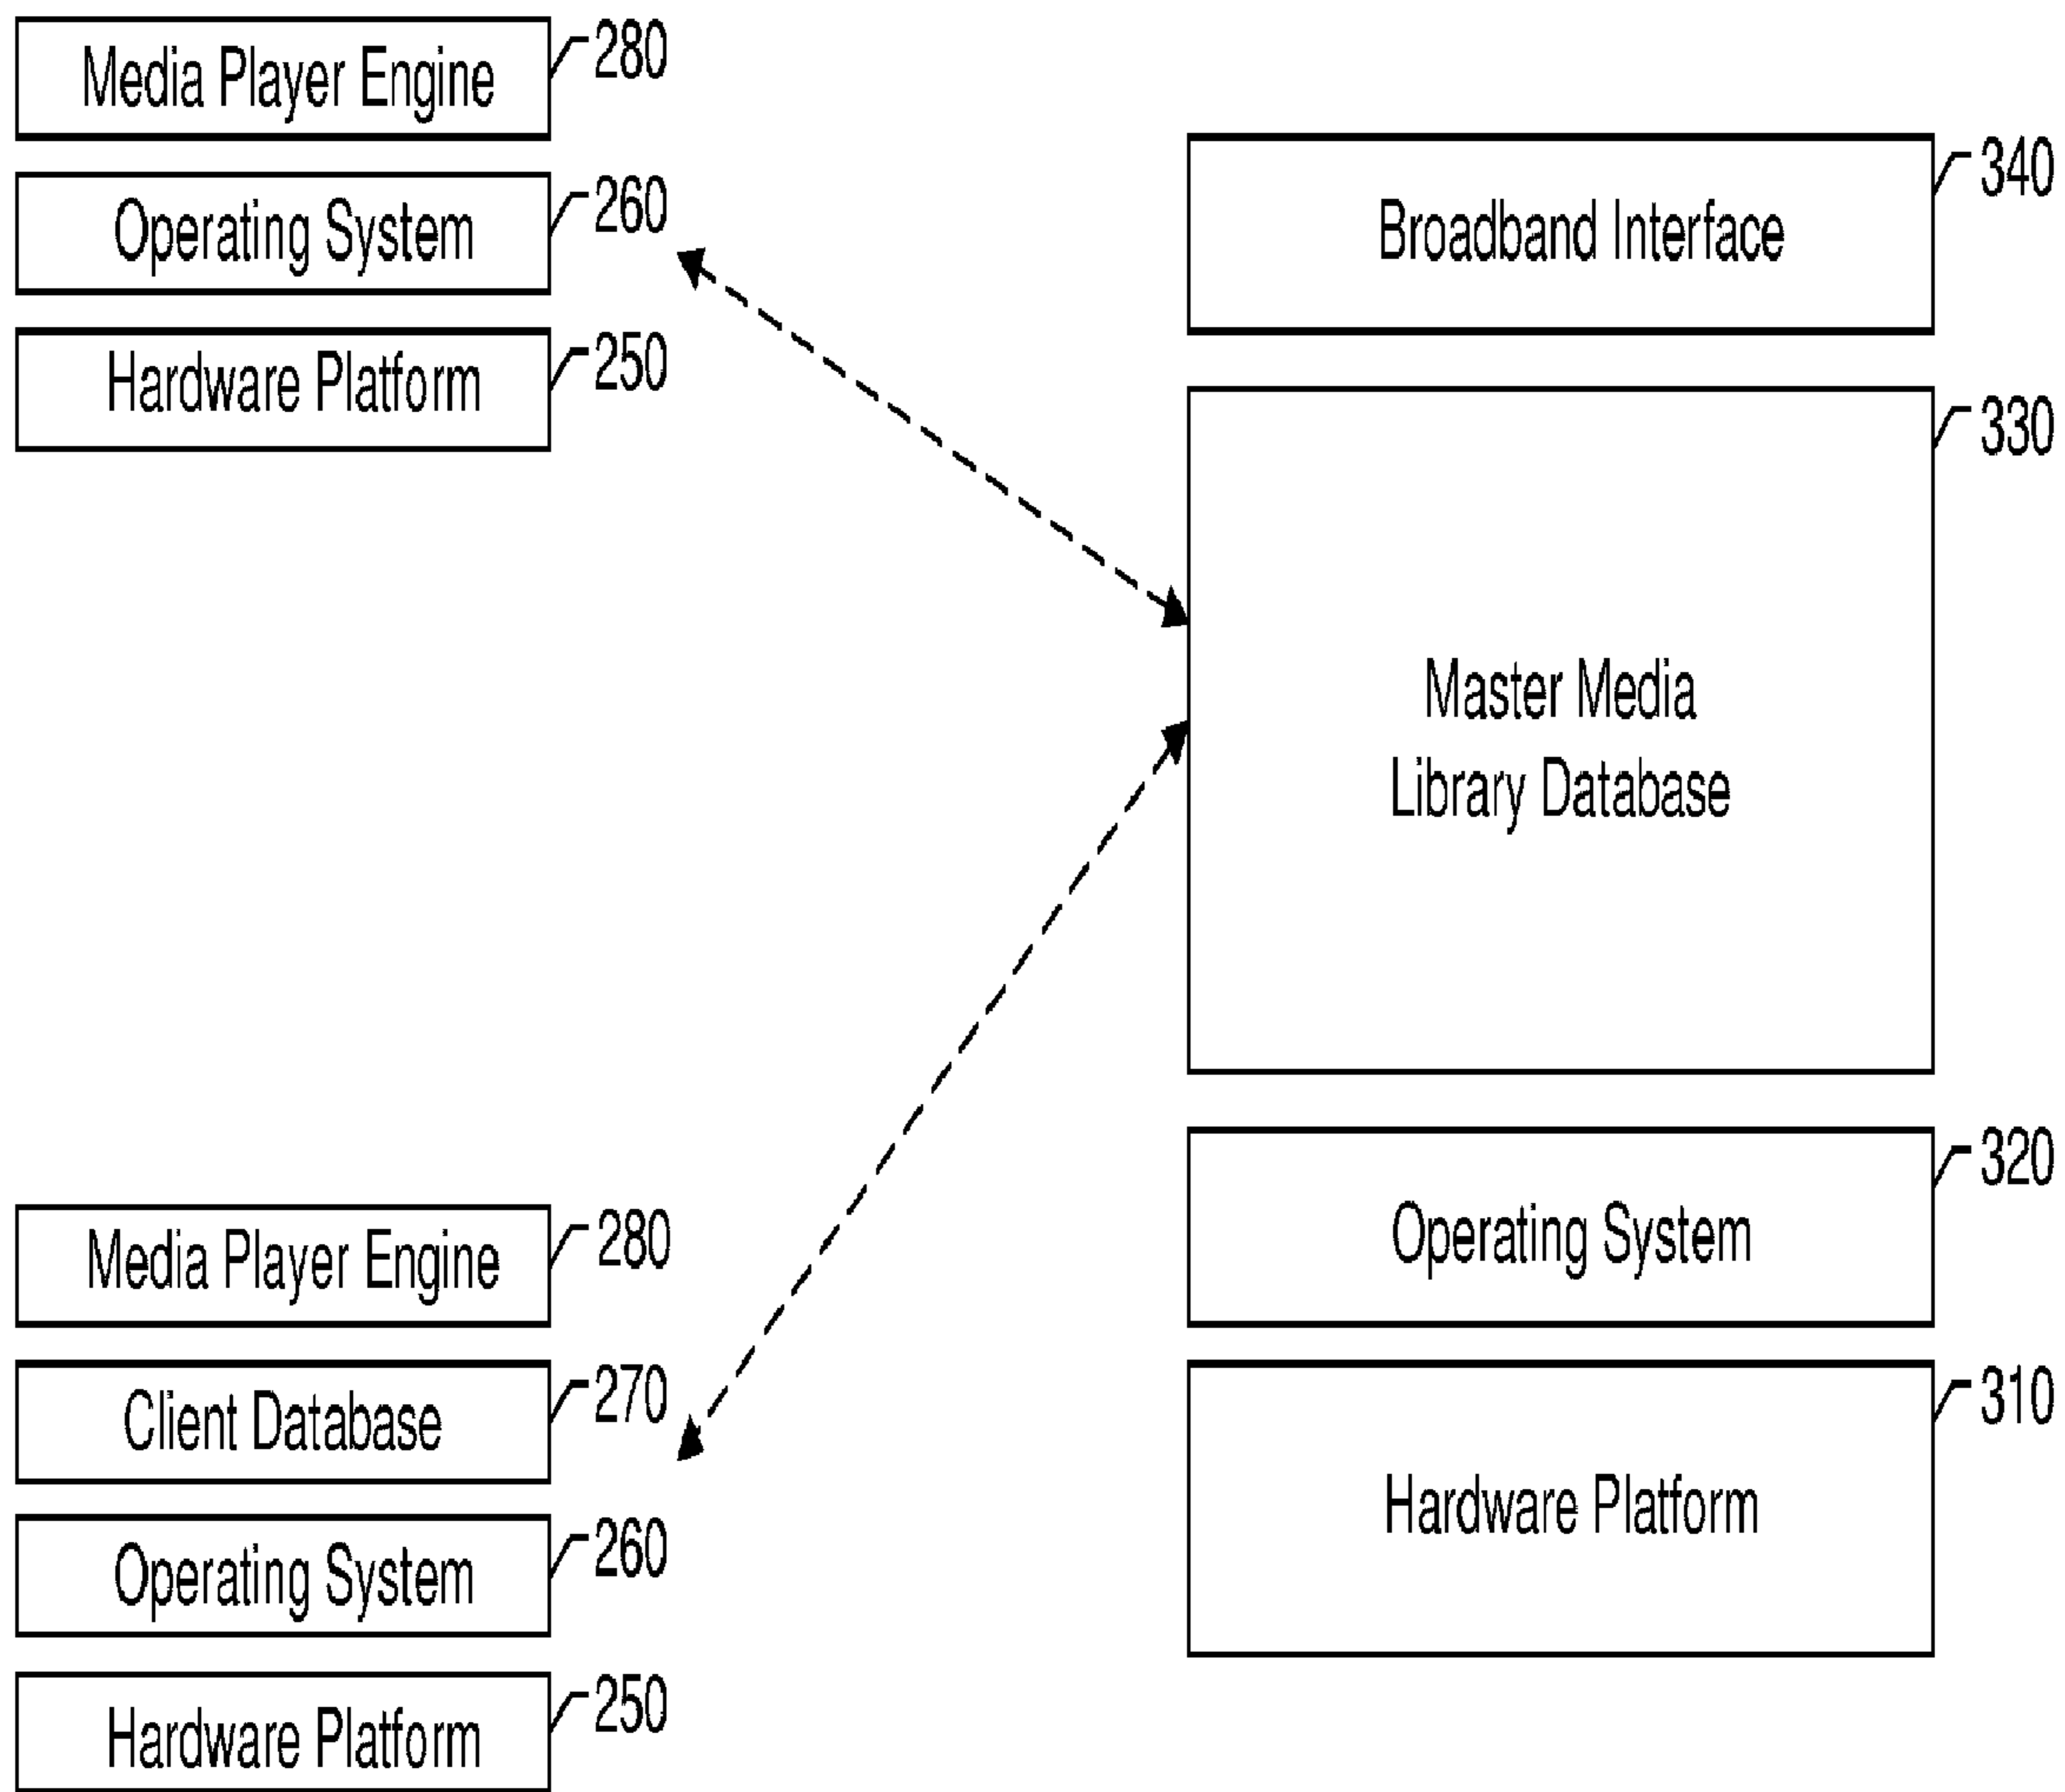 Media Player Engine
280
Operating System
260
Hardware Platform
250
Broadband Interface
340
Master Media
Library Database
330
Operating System
320
Hardware Platform
310
Media Player Engine
280
Client Database
270
Operating System
260
Hardware Platform
250